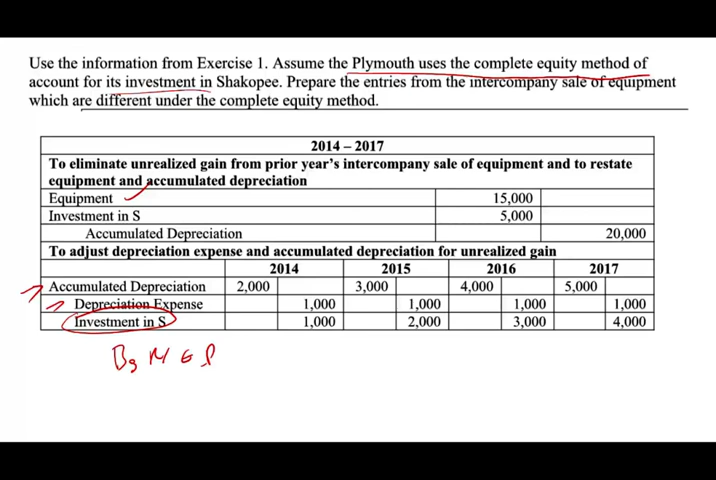 Use the information from Exercise 1. Assume the Plymouth uses the complete equity method of
account for its investment in Shakopee. Prepare the entries from the intercompany sale of equipment
which are different under the complete equity method.
2014 – 2017
To eliminate unrealized gain from prior year's intercompany sale of equipment and to restate
equipment and accumulated depreciation
Equipment 15,000
Investment in S 5,000
Accumulated Depreciation 20,000
To adjust depreciation expense and accumulated depreciation for unrealized gain
2014 2015 2016 2017
Accumulated Depreciation 2,000 3,000 4,000 5,000
Depreciation Expense 1,000 1,000 1,000 1,000
Investment in S 1,000 2,000 3,000 4,000